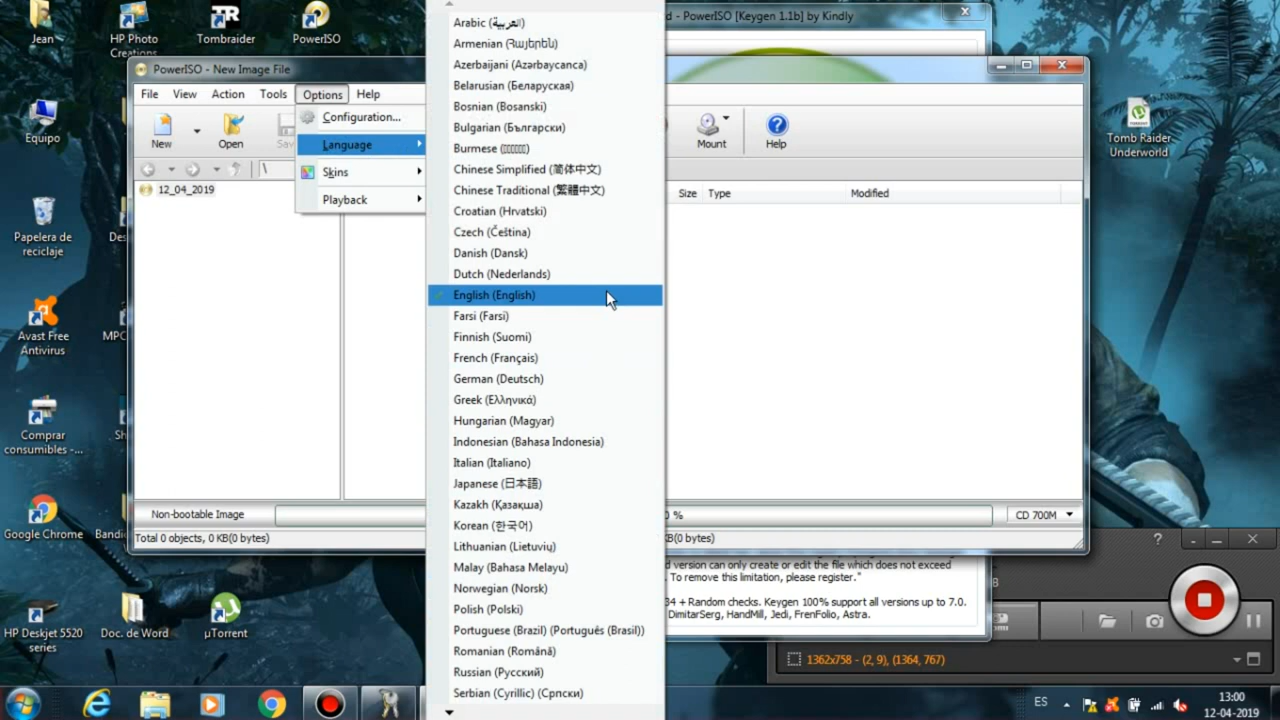 Jean
HP Photo
Creations
Tombraider
PowerISO
d - PowerISO [Keygen 1.1b] by Kindly
PowerISO - New Image File
File View Action Tools Options Help
New
Open
Mount
Help
Configuration...
Language
Skins
Playback
\
12_04_2019
Size Type Modified
Arabic (العربية)
Armenian (Հայերեն)
Azerbaijani (Azərbaycanca)
Belarusian (Беларуская)
Bosnian (Bosanski)
Bulgarian (Български)
Burmese (▯▯▯▯▯▯)
Chinese Simplified (简体中文)
Chinese Traditional (繁體中文)
Croatian (Hrvatski)
Czech (Čeština)
Danish (Dansk)
Dutch (Nederlands)
English (English)
Farsi (Farsi)
Finnish (Suomi)
French (Français)
German (Deutsch)
Greek (Ελληνικά)
Hungarian (Magyar)
Indonesian (Bahasa Indonesia)
Italian (Italiano)
Japanese (日本語)
Kazakh (Қазақша)
Korean (한국어)
Lithuanian (Lietuvių)
Malay (Bahasa Melayu)
Norwegian (Norsk)
Polish (Polski)
Portuguese (Brazil) (Português (Brasil))
Romanian (Română)
Russian (Русский)
Serbian (Cyrillic) (Српски)
Non-bootable Image
0 %
CD 700M
Total 0 objects, 0 KB(0 bytes)
KB(0 bytes)
d version can only create or edit the file which does not exceed
. To remove this limitation, please register."
34 + Random checks. Keygen 100% support all versions up to 7.0.
DimitarSerg, HandMill, Jedi, FrenFolio, Astra.
Equipo
Papelera de
reciclaje
Des
Avast Free
Antivirus
MPC
Comprar
consumibles -...
Sh
Google Chrome
Bandi
HP Deskjet 5520
series
Doc. de Word
µTorrent
Tomb Raider
Underworld
1362x758 - (2, 9), (1364, 767)
ES
13:00
12-04-2019